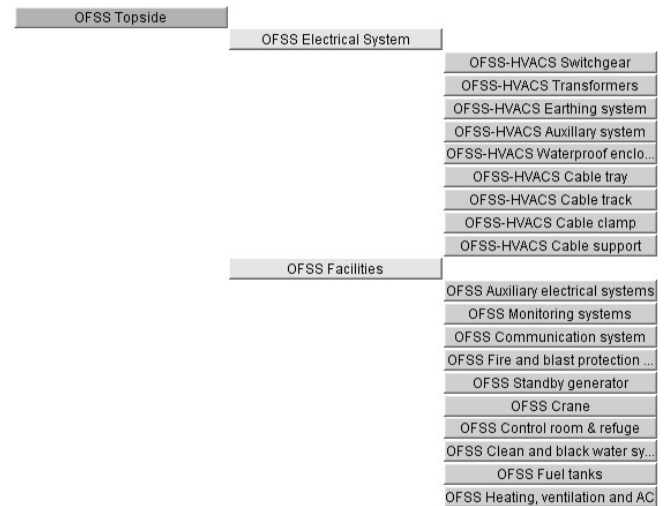 OFSS Topside
OFSS Electrical System
OFSS-HVACS Switchgear
OFSS-HVACS Transformers
OFSS-HVACS Earthing system
OFSS-HVACS Auxillary system
OFSS-HVACS Waterproof enclo...
OFSS-HVACS Cable tray
OFSS-HVACS Cable track
OFSS-HVACS Cable clamp
OFSS-HVACS Cable support
OFSS Facilities
OFSS Auxiliary electrical systems
OFSS Monitoring systems
OFSS Communication system
OFSS Fire and blast protection ...
OFSS Standby generator
OFSS Crane
OFSS Control room & refuge
OFSS Clean and black water sy...
OFSS Fuel tanks
OFSS Heating, ventilation and AC